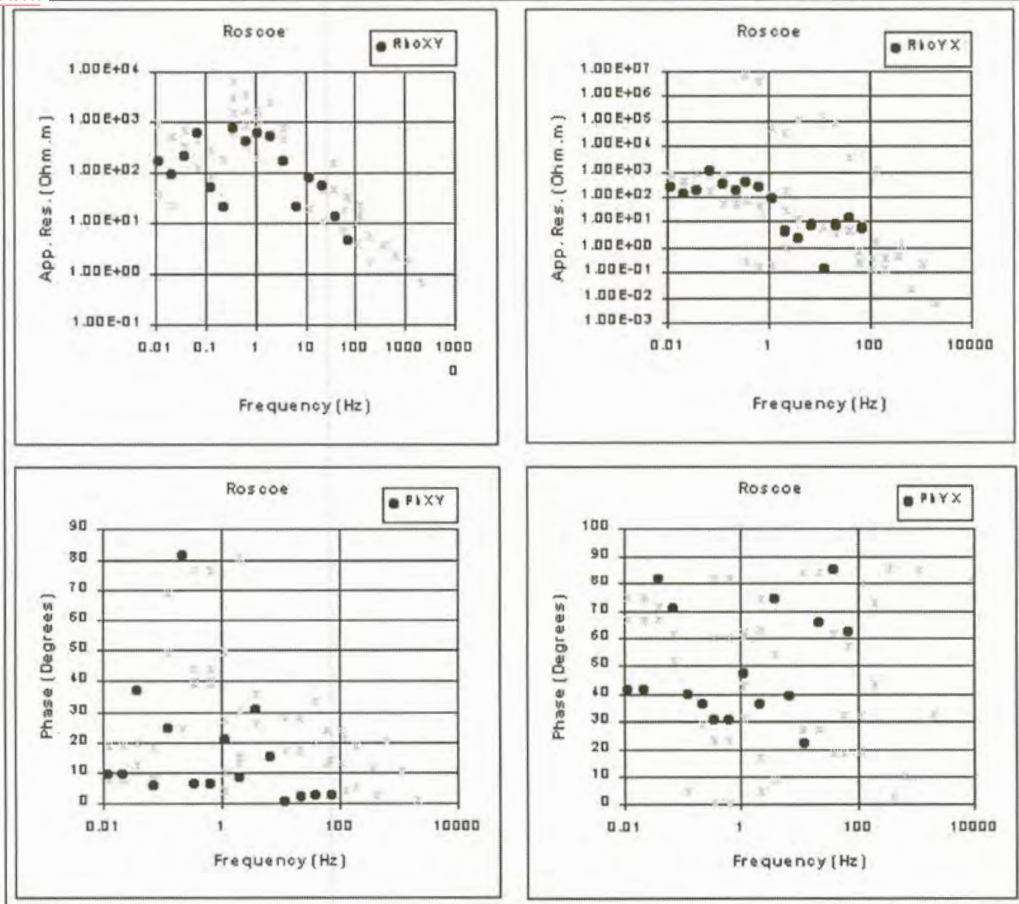 Roscoe
RhoXY
1.00E+04
1.00E+03
1.00E+02
1.00E+01
1.00E+00
1.00E-01
App. Res. (Ohm.m)
0.01 0.1 1 10 100 1000 1000
0
Frequency (Hz)
Roscoe
RhoYX
1.00E+07
1.00E+06
1.00E+05
1.00E+04
1.00E+03
1.00E+02
1.00E+01
1.00E+00
1.00E-01
1.00E-02
1.00E-03
App. Res. (Ohm.m)
0.01 1 100 10000
Frequency (Hz)
Roscoe
PhXY
90
80
70
60
50
40
30
20
10
0
Phase (Degrees)
0.01 1 100 10000
Frequency (Hz)
Roscoe
PhYX
100
90
80
70
60
50
40
30
20
10
0
Phase (Degrees)
0.01 1 100 10000
Frequency (Hz)